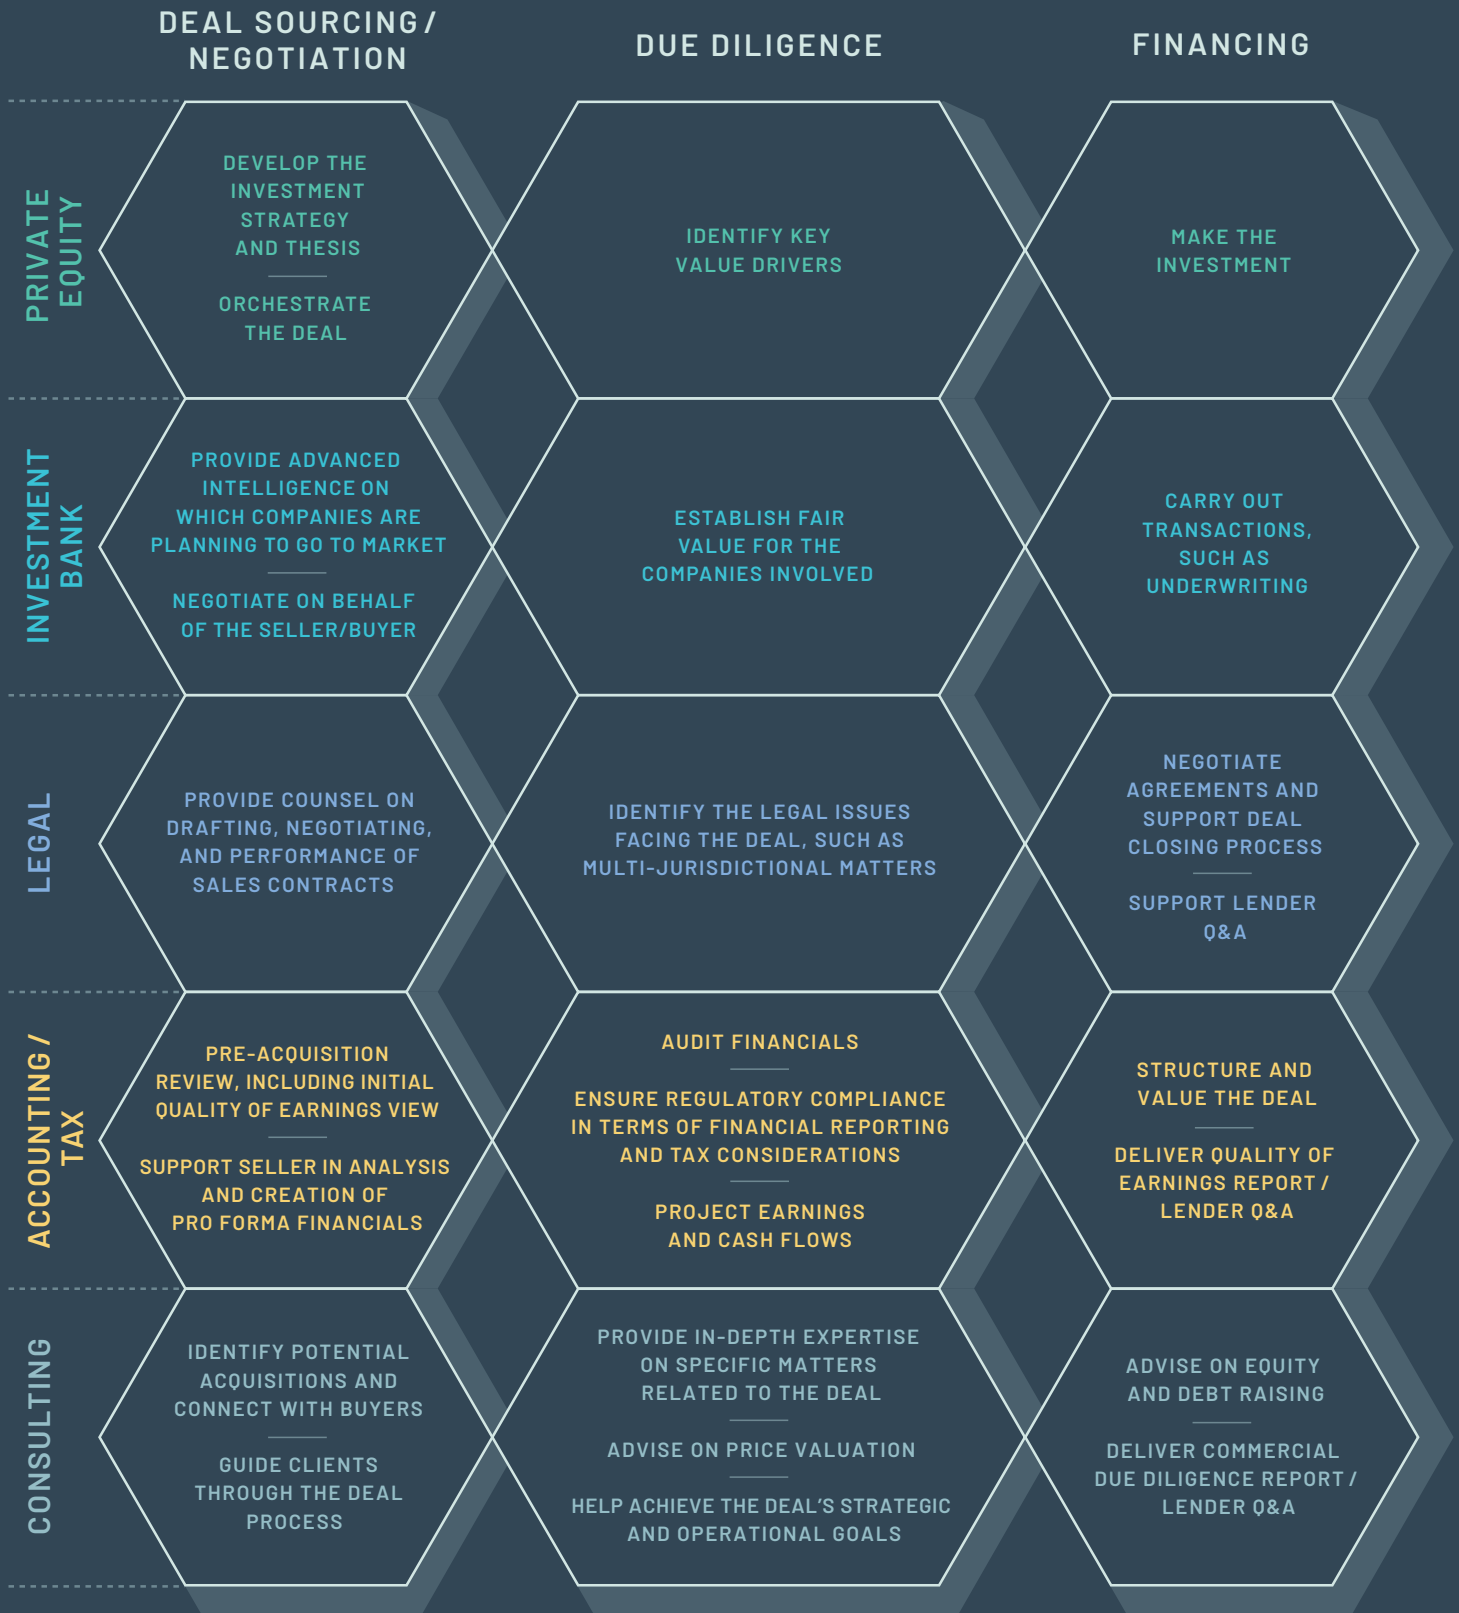 DEAL SOURCING/
NEGOTIATION
DUE DILIGENCE
FINANCING
PRIVATE
EQUITY
DEVELOP THE
INVESTMENT
STRATEGY
AND THESIS
ORCHESTRATE
THE DEAL
IDENTIFY KEY
VALUE DRIVERS
MAKE THE
INVESTMENT
INVESTMENT
BANK
PROVIDE ADVANCED
INTELLIGENCE ON
WHICH COMPANIES ARE
PLANNING TO GO TO MARKET
NEGOTIATE ON BEHALF
OF THE SELLER/BUYER
ESTABLISH FAIR
VALUE FOR THE
COMPANIES INVOLVED
CARRY OUT
TRANSACTIONS,
SUCH AS
UNDERWRITING
LEGAL
PROVIDE COUNSEL ON
DRAFTING, NEGOTIATING,
AND PERFORMANCE OF
SALES CONTRACTS
IDENTIFY THE LEGAL ISSUES
FACING THE DEAL, SUCH AS
MULTI-JURISDICTIONAL MATTERS
NEGOTIATE
AGREEMENTS AND
SUPPORT DEAL
CLOSING PROCESS
SUPPORT LENDER
Q&A
ACCOUNTING/
TAX
PRE-ACQUISITION
REVIEW, INCLUDING INITIAL
QUALITY OF EARNINGS VIEW
SUPPORT SELLER IN ANALYSIS
AND CREATION OF
PRO FORMA FINANCIALS
AUDIT FINANCIALS
ENSURE REGULATORY COMPLIANCE
IN TERMS OF FINANCIAL REPORTING
AND TAX CONSIDERATIONS
PROJECT EARNINGS
AND CASH FLOWS
STRUCTURE AND
VALUE THE DEAL
DELIVER QUALITY OF
EARNINGS REPORT/
LENDER Q&A
CONSULTING
IDENTIFY POTENTIAL
ACQUISITIONS AND
CONNECT WITH BUYERS
GUIDE CLIENTS
THROUGH THE DEAL
PROCESS
PROVIDE IN-DEPTH EXPERTISE
ON SPECIFIC MATTERS
RELATED TO THE DEAL
ADVISE ON PRICE VALUATION
HELP ACHIEVE THE DEAL'S STRATEGIC
AND OPERATIONAL GOALS
ADVISE ON EQUITY
AND DEBT RAISING
DELIVER COMMERCIAL
DUE DILIGENCE REPORT/
LENDER Q&A